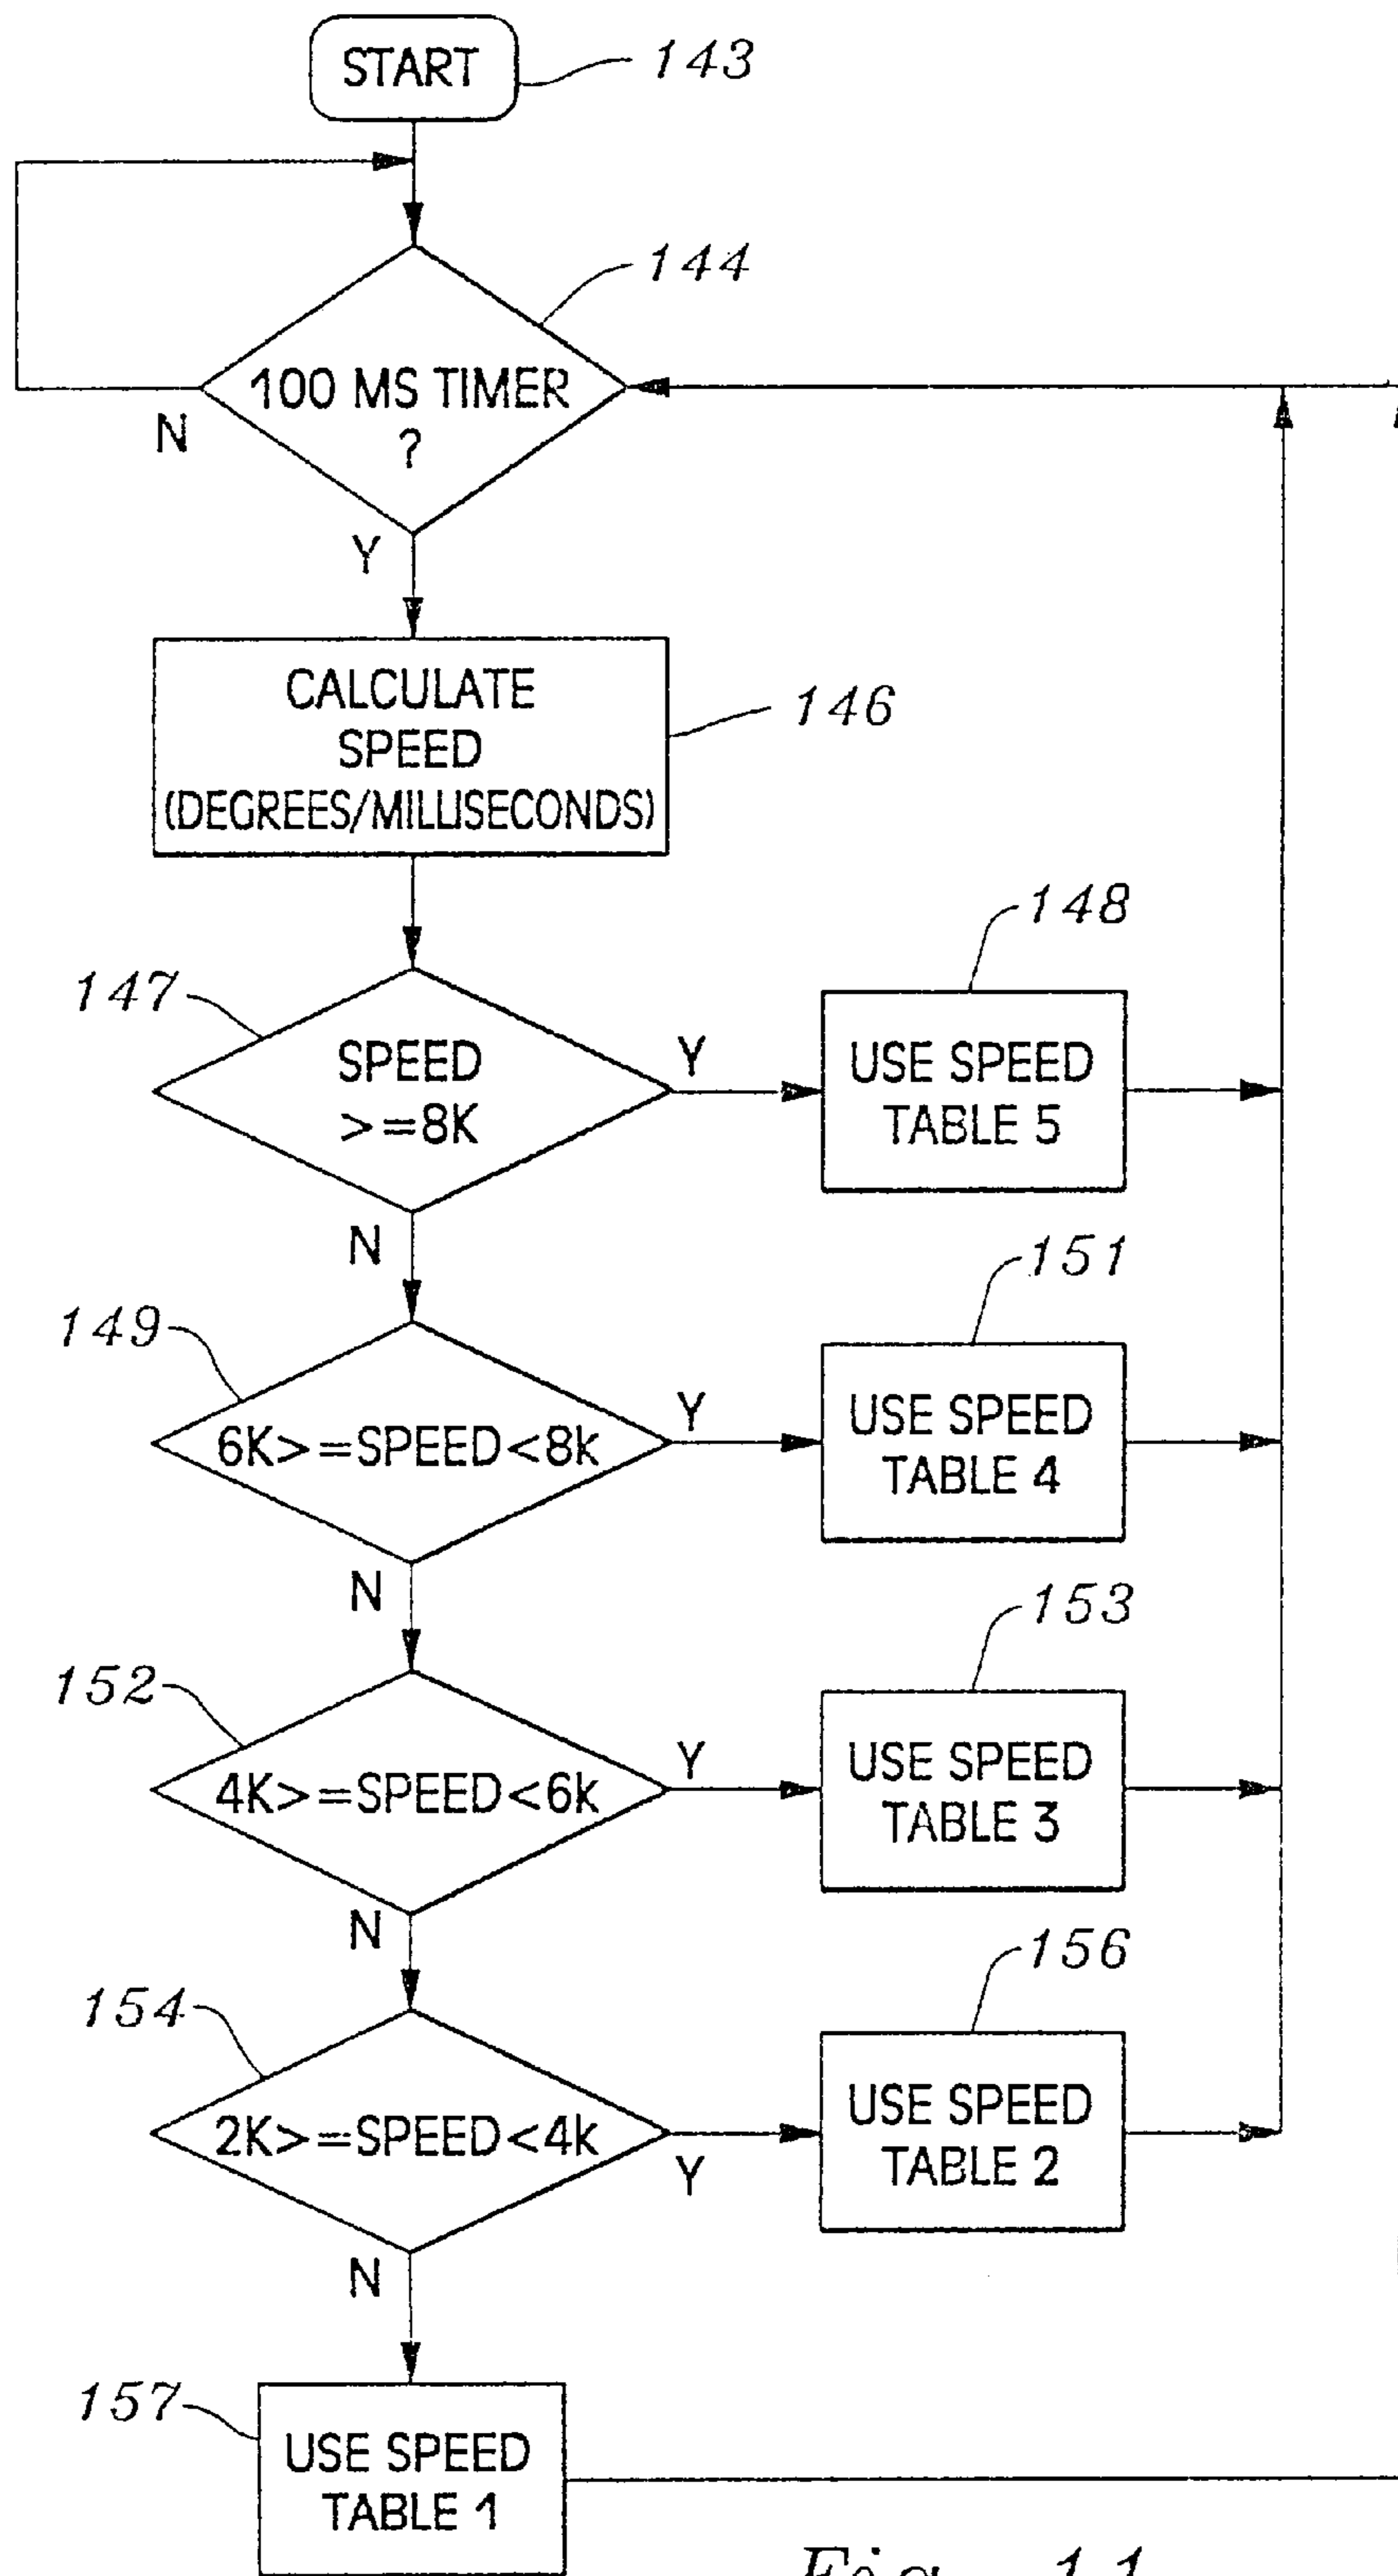 START
143
144
100 MS TIMER
?
N
Y
CALCULATE
SPEED
(DEGREES/MILLISECONDS)
146
147
SPEED
>=8K
Y
148
USE SPEED
TABLE 5
N
149
6K>=SPEED<8k
Y
151
USE SPEED
TABLE 4
N
152
4K>=SPEED<6k
Y
153
USE SPEED
TABLE 3
N
154
2K>=SPEED<4k
Y
156
USE SPEED
TABLE 2
N
157
USE SPEED
TABLE 1
Fig. 11